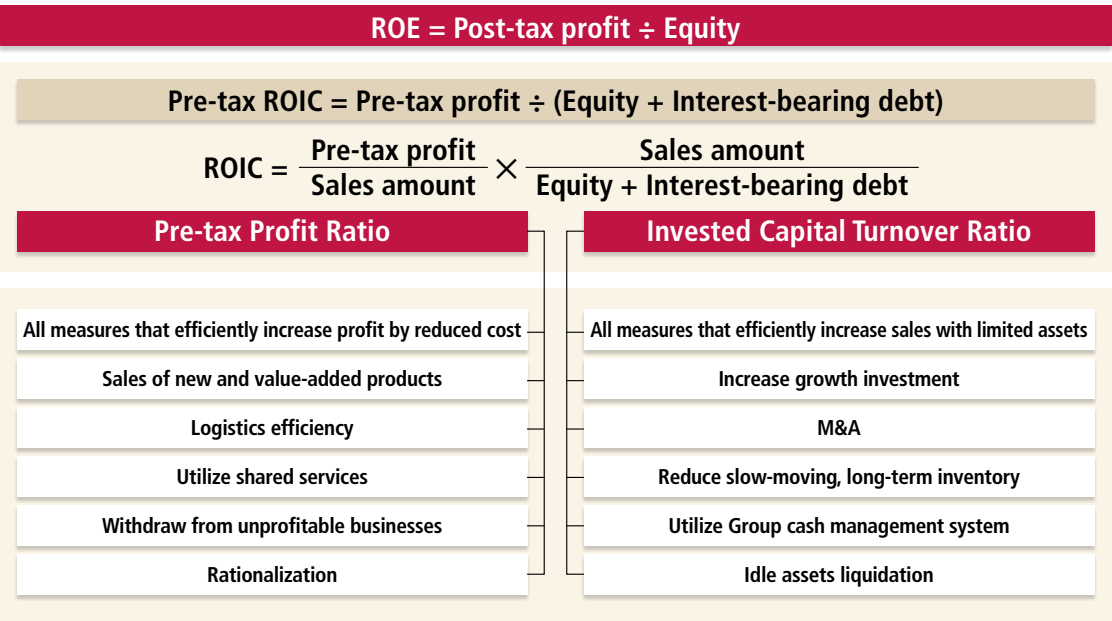 ROE = Post-tax profit ÷ Equity
Pre-tax ROIC = Pre-tax profit ÷ (Equity + Interest-bearing debt)
ROIC = Pre-tax profit / Sales amount × Sales amount / Equity + Interest-bearing debt
Pre-tax Profit Ratio
All measures that efficiently increase profit by reduced cost
Sales of new and value-added products
Logistics efficiency
Utilize shared services
Withdraw from unprofitable businesses
Rationalization
Invested Capital Turnover Ratio
All measures that efficiently increase sales with limited assets
Increase growth investment
M&A
Reduce slow-moving, long-term inventory
Utilize Group cash management system
Idle assets liquidation